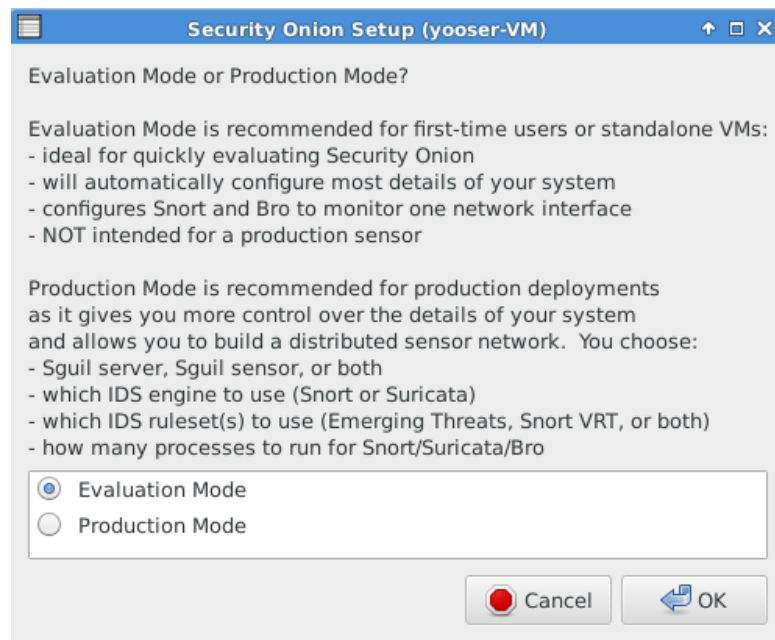 Security Onion Setup (yooser-VM)
Evaluation Mode or Production Mode?
Evaluation Mode is recommended for first-time users or standalone VMs:
- ideal for quickly evaluating Security Onion
- will automatically configure most details of your system
- configures Snort and Bro to monitor one network interface
- NOT intended for a production sensor
Production Mode is recommended for production deployments
as it gives you more control over the details of your system
and allows you to build a distributed sensor network.  You choose:
- Sguil server, Sguil sensor, or both
- which IDS engine to use (Snort or Suricata)
- which IDS ruleset(s) to use (Emerging Threats, Snort VRT, or both)
- how many processes to run for Snort/Suricata/Bro
Evaluation Mode
Production Mode
Cancel OK